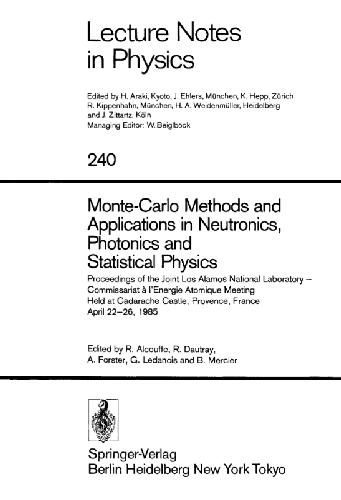 Lecture Notes
in Physics
Edited by H. Araki, Kyoto, J. Ehlers, München, K. Hepp, Zürich
R. Kippenhahn, München, H. A. Weidenmüller, Heidelberg
and J. Zittartz, Köln
Managing Editor: W. Beiglböck
240
Monte-Carlo Methods and
Applications in Neutronics,
Photonics and
Statistical Physics
Proceedings of the Joint Los Alamos National Laboratory –
Commissariat à l'Energie Atomique Meeting
Held at Cadarache Castle, Provence, France
April 22–26, 1985
Edited by R. Alcouffe, R. Dautray,
A. Forster, G. Ledanois and B. Mercier
Springer-Verlag
Berlin Heidelberg New York Tokyo